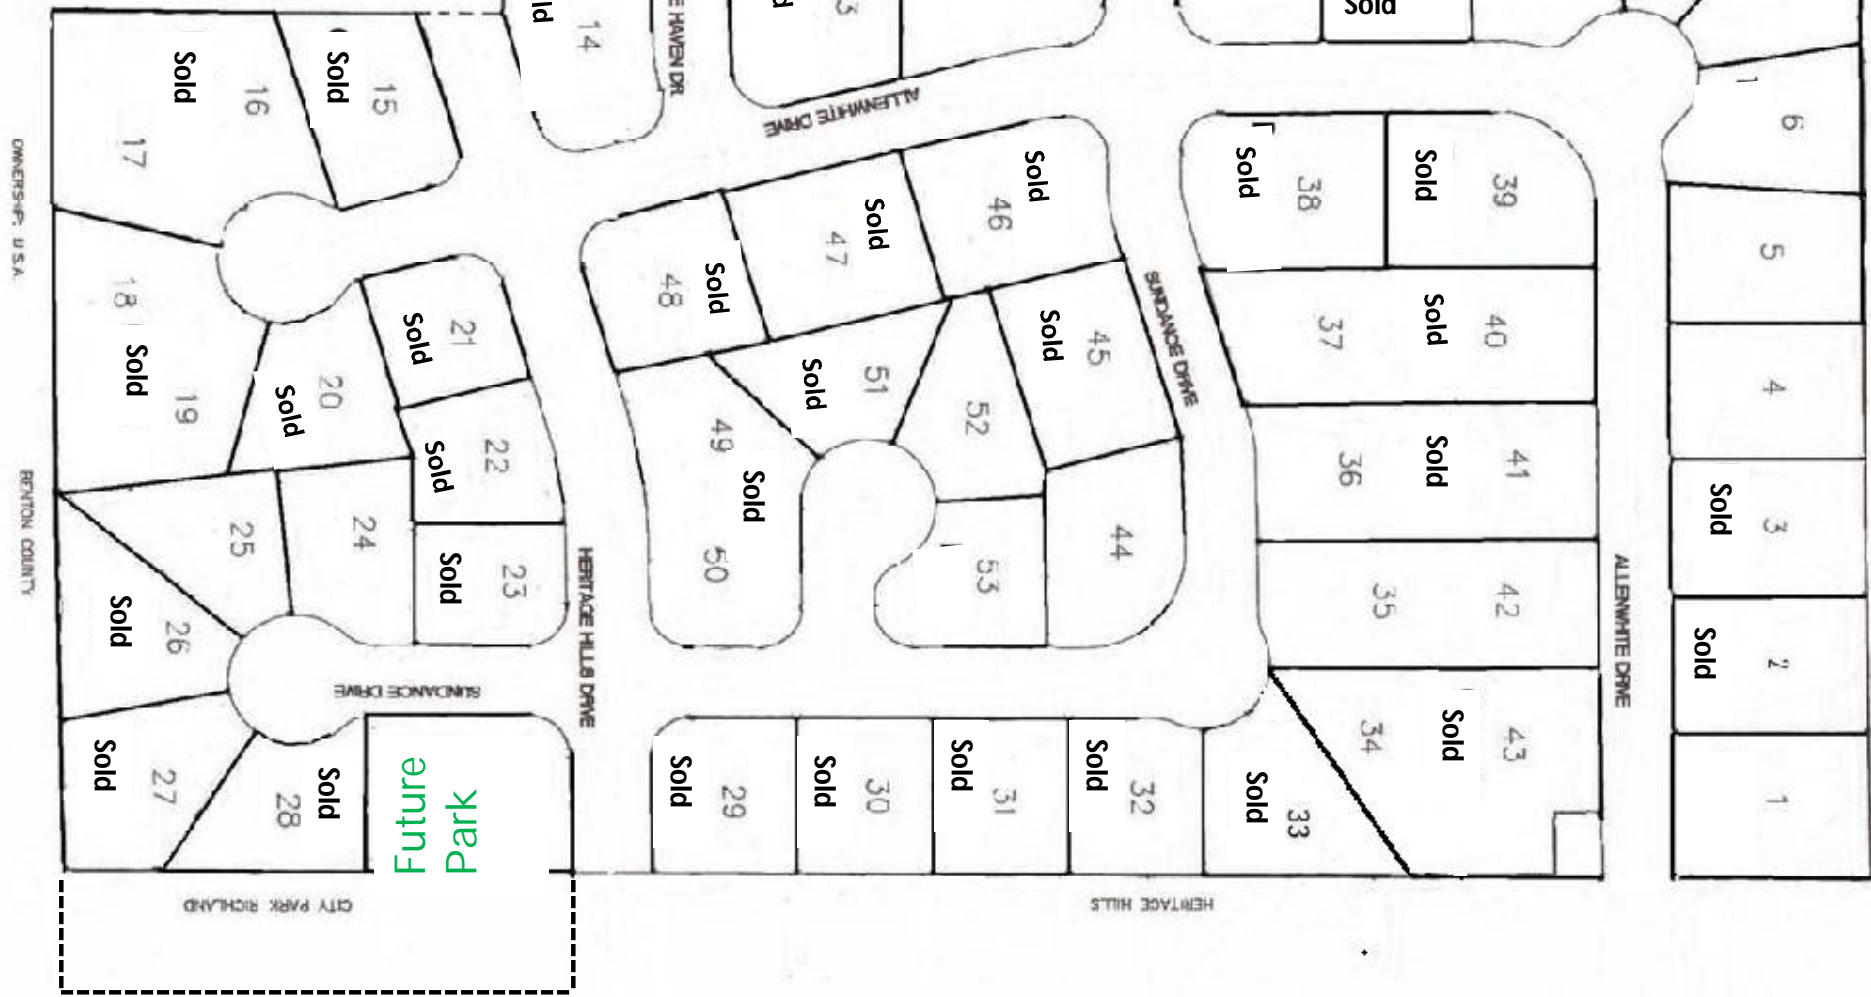 Sold
14
E HAVEN DR.
3
Sold
Sold
16
17
Sold
15
ALLENWHITE DRIVE
6
5
4
Sold
3
Sold
2
1
Sold
38
Sold
39
37
Sold
40
36
Sold
41
35
42
34
Sold
43
ALLENWHITE DRIVE
SUNDANCE DRIVE
Sold
46
47
Sold
48
Sold
Sold
45
Sold
51
52
49
Sold
50
53
44
18
Sold
19
Sold
20
Sold
21
Sold
22
Sold
23
24
25
Sold
26
Sold
27
28
Sold
SUNDANCE DRIVE
HERITAGE HILLS DRIVE
Future
Park
Sold
29
Sold
30
Sold
31
Sold
32
Sold
33
OWNERSHIP: U.S.A.
BENTON COUNTY
CITY PARK RICHLAND
HERITAGE HILLS